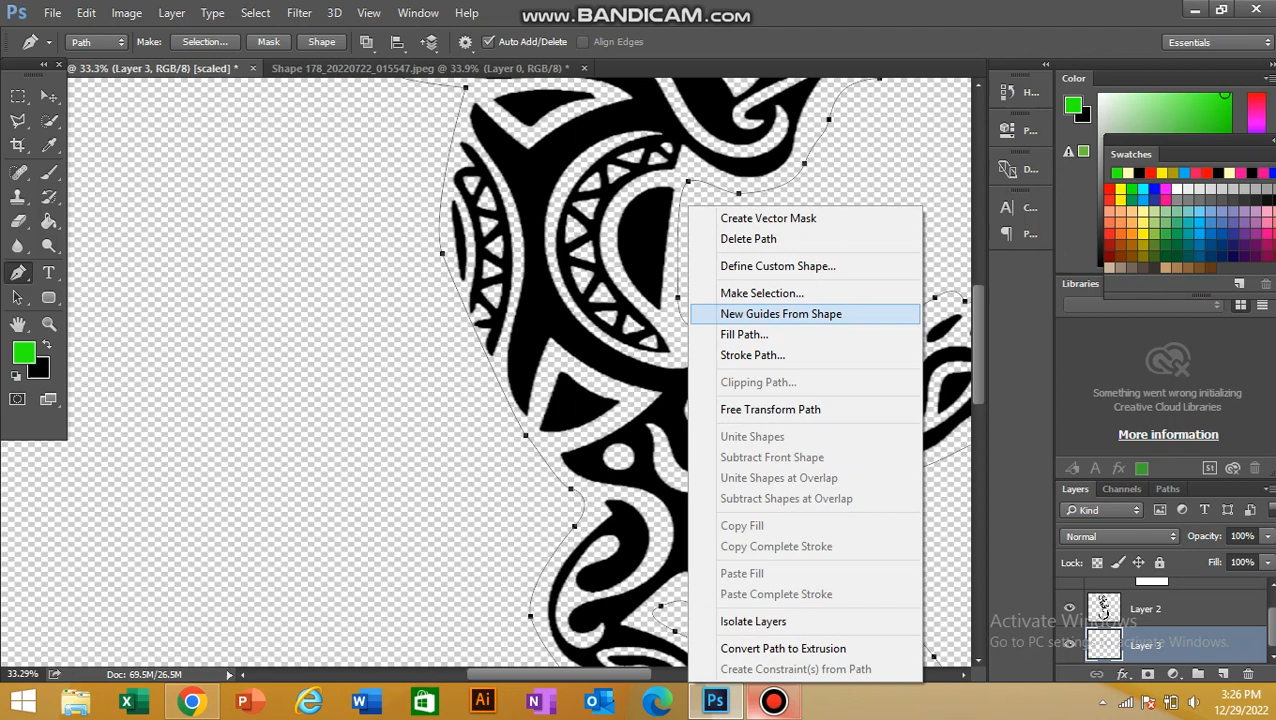 Ps File Edit Image Layer Type Select Filter 3D View Window Help
www.BANDICAM.com
Path Make: Selection... Mask Shape Auto Add/Delete Align Edges Essentials
@ 33.3% (Layer 3, RGB/8) [scaled] * × Shape 178_20220722_015547.jpeg @ 33.9% (Layer 0, RGB/8) * ×
H...
P...
D...
A| C...
P...
Color
Swatches
Create Vector Mask
Delete Path
Define Custom Shape...
Make Selection...
New Guides From Shape
Fill Path...
Stroke Path...
Clipping Path...
Free Transform Path
Unite Shapes
Subtract Front Shape
Unite Shapes at Overlap
Subtract Shapes at Overlap
Copy Fill
Copy Complete Stroke
Paste Fill
Paste Complete Stroke
Isolate Layers
Convert Path to Extrusion
Create Constraint(s) from Path
Libraries
Something went wrong initializing
Creative Cloud Libraries
More information
Layers Channels Paths
Kind
Normal Opacity: 100%
Lock: Fill: 100%
Layer 2
Layer 3
Activate Windows
Go to PC settings to activate Windows.
33.29% Doc: 69.5M/26.5M
3:26 PM
12/29/2022